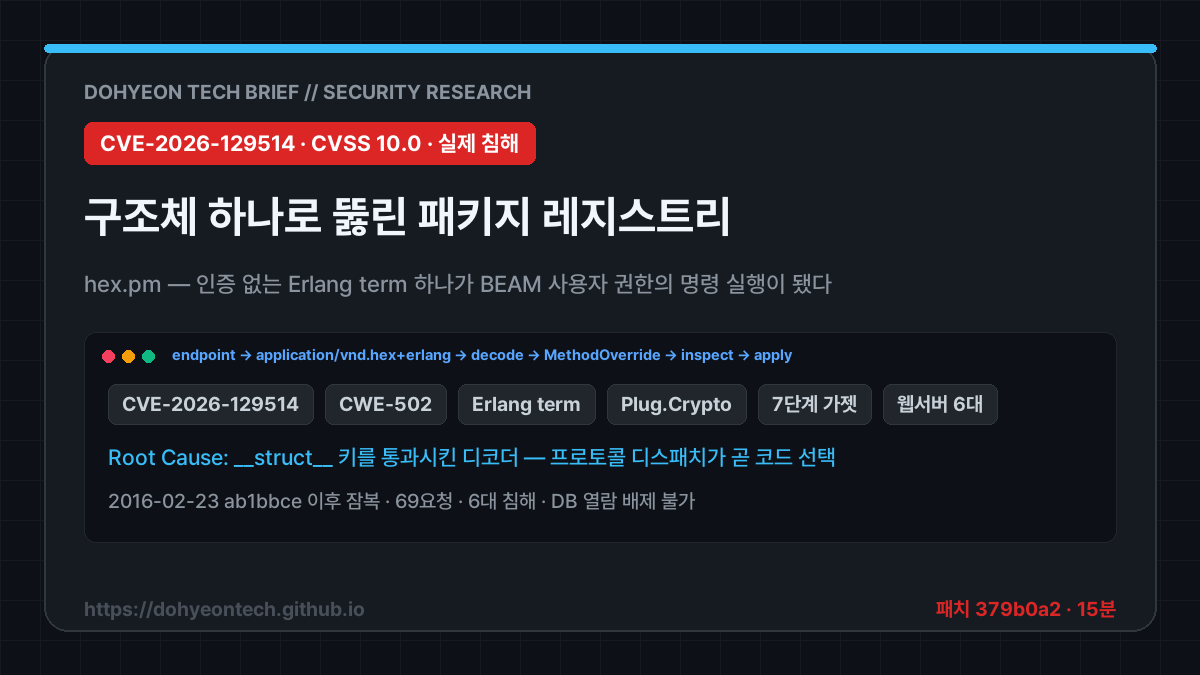 DOHYEON TECH BRIEF // SECURITY RESEARCH
CVE-2026-129514 · CVSS 10.0 · 실제 침해
구조체 하나로 뚫린 패키지 레지스트리
hex.pm — 인증 없는 Erlang term 하나가 BEAM 사용자 권한의 명령 실행이 됐다
endpoint → application/vnd.hex+erlang → decode → MethodOverride → inspect → apply
CVE-2026-129514 CWE-502 Erlang term Plug.Crypto 7단계 가젯 웹서버 6대
Root Cause: __struct__ 키를 통과시킨 디코더 — 프로토콜 디스패치가 곧 코드 선택
2016-02-23 ab1bbce 이후 잠복 · 69요청 · 6대 침해 · DB 열람 배제 불가
https://dohyeontech.github.io
패치 379b0a2 · 15분